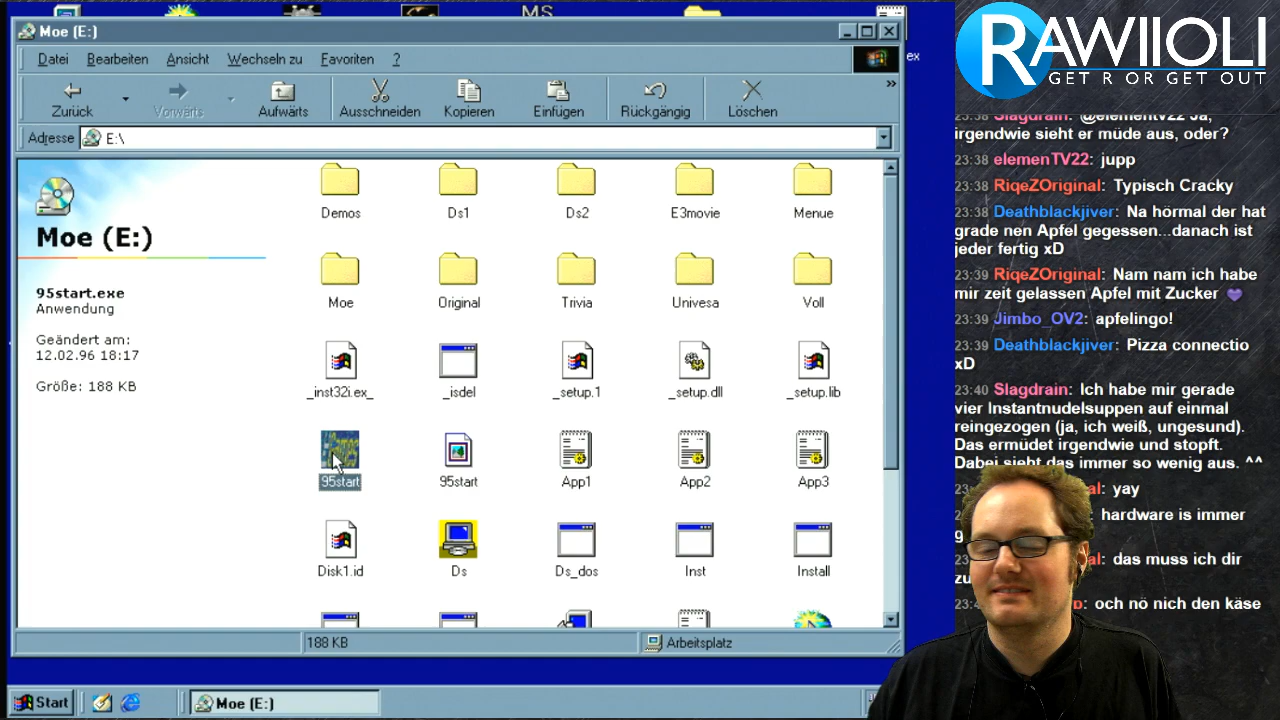 MS
ex
Moe (E:)
Datei Bearbeiten Ansicht Wechseln zu Favoriten ?
Zurück Vorwärts Aufwärts Ausschneiden Kopieren Einfügen Rückgängig Löschen »
Adresse E:\
Moe (E:)
95start.exe
Anwendung
Geändert am:
12.02.96 18:17
Größe: 188 KB
Demos Ds1 Ds2 E3movie Menue
Moe Original Trivia Univesa Voll
_inst32i.ex_ _isdel _setup.1 _setup.dll _setup.lib
95start 95start App1 App2 App3
Disk1.id Ds Ds_dos Inst Install
188 KB Arbeitsplatz
Start Moe (E:)
RAWIIOLI
GET R OR GET OUT
23:38 Slagdrain: @elementv22 Ja,
irgendwie sieht er müde aus, oder?
23:38 elemenTV22: jupp
23:38 RiqeZOriginal: Typisch Cracky
23:38 Deathblackjiver: Na hörmal der hat
grade nen Apfel gegessen...danach ist
jeder fertig xD
23:39 RiqeZOriginal: Nam nam ich habe
mir zeit gelassen Apfel mit Zucker 💜
23:39 Jimbo_OV2: apfelingo!
23:39 Deathblackjiver: Pizza connectio
xD
23:40 Slagdrain: Ich habe mir gerade
vier Instantnudelsuppen auf einmal
reingezogen (ja, ich weiß, ungesund).
Das ermüdet irgendwie und stopft.
Dabei sieht das immer so wenig aus. ^^
al: yay
hardware is immer
9
al: das muss ich dir
zu
p: och nö nich den käse